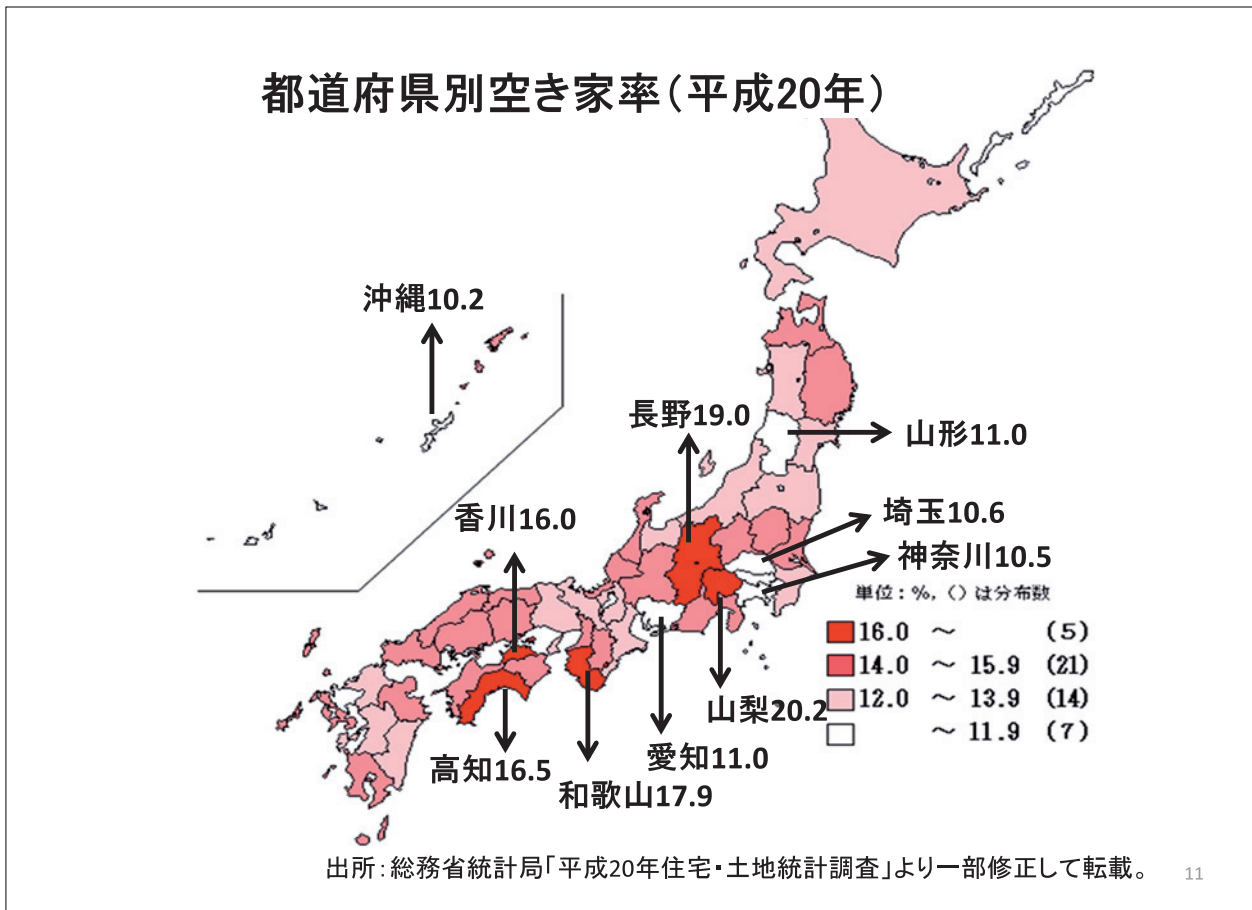 都道府県別空き家率(平成20年)
沖縄10.2
長野19.0
山形11.0
香川16.0
埼玉10.6
神奈川10.5
単位:%,()は分布数
16.0 ～ (5)
14.0 ～ 15.9 (21)
12.0 ～ 13.9 (14)
～ 11.9 (7)
山梨20.2
愛知11.0
高知16.5
和歌山17.9
出所:総務省統計局「平成20年住宅・土地統計調査」より一部修正して転載。
11